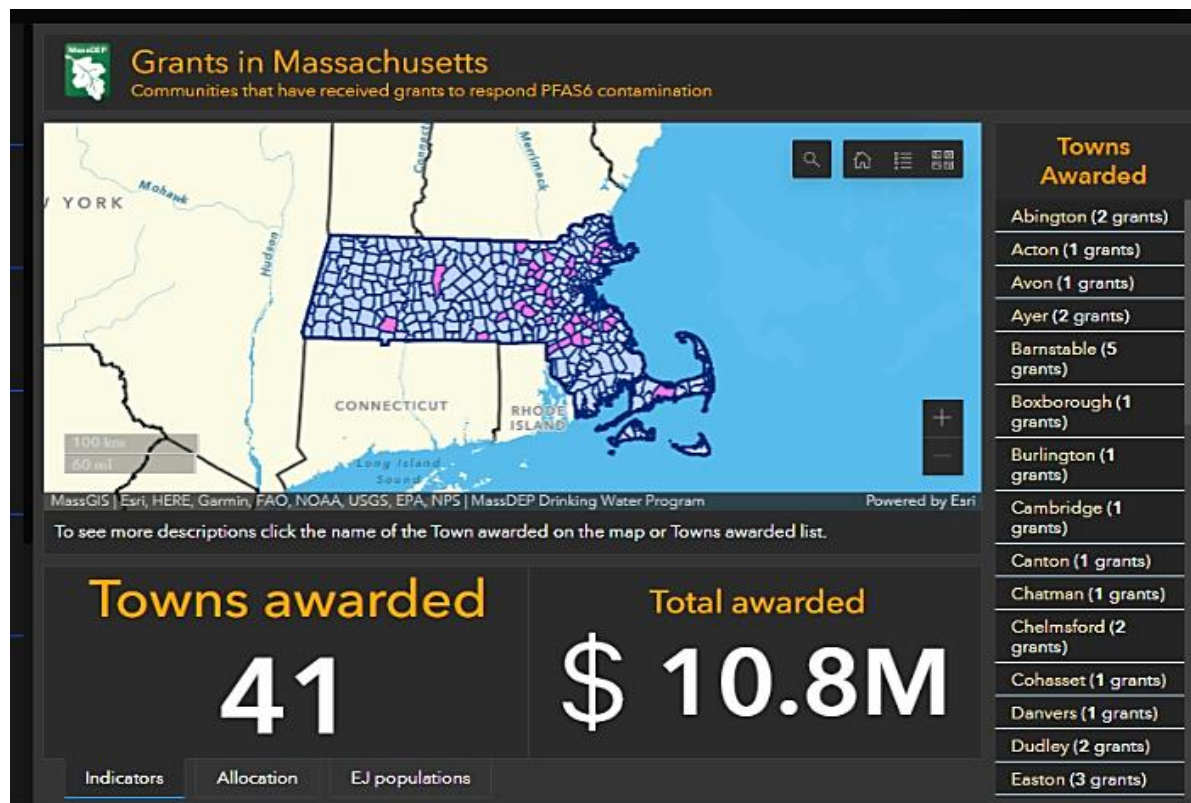 MassDEP
Grants in Massachusetts
Communities that have received grants to respond PFAS6 contamination
Mohawk
YORK
Hudson
Connect
Merrimack
CONNECTICUT
RHODE
ISLAND
Long Island
Sound
100 km
60 mi
MassGIS | Esri, HERE, Garmin, FAO, NOAA, USGS, EPA, NPS | MassDEP Drinking Water Program
Powered by Esri
To see more descriptions click the name of the Town awarded on the map or Towns awarded list.
Towns awarded
41
Total awarded
$ 10.8M
Indicators
Allocation
EJ populations
Towns
Awarded
Abington (2 grants)
Acton (1 grants)
Avon (1 grants)
Ayer (2 grants)
Barnstable (5
grants)
Boxborough (1
grants)
Burlington (1
grants)
Cambridge (1
grants)
Canton (1 grants)
Chatman (1 grants)
Chelmsford (2
grants)
Cohasset (1 grants)
Danvers (1 grants)
Dudley (2 grants)
Easton (3 grants)